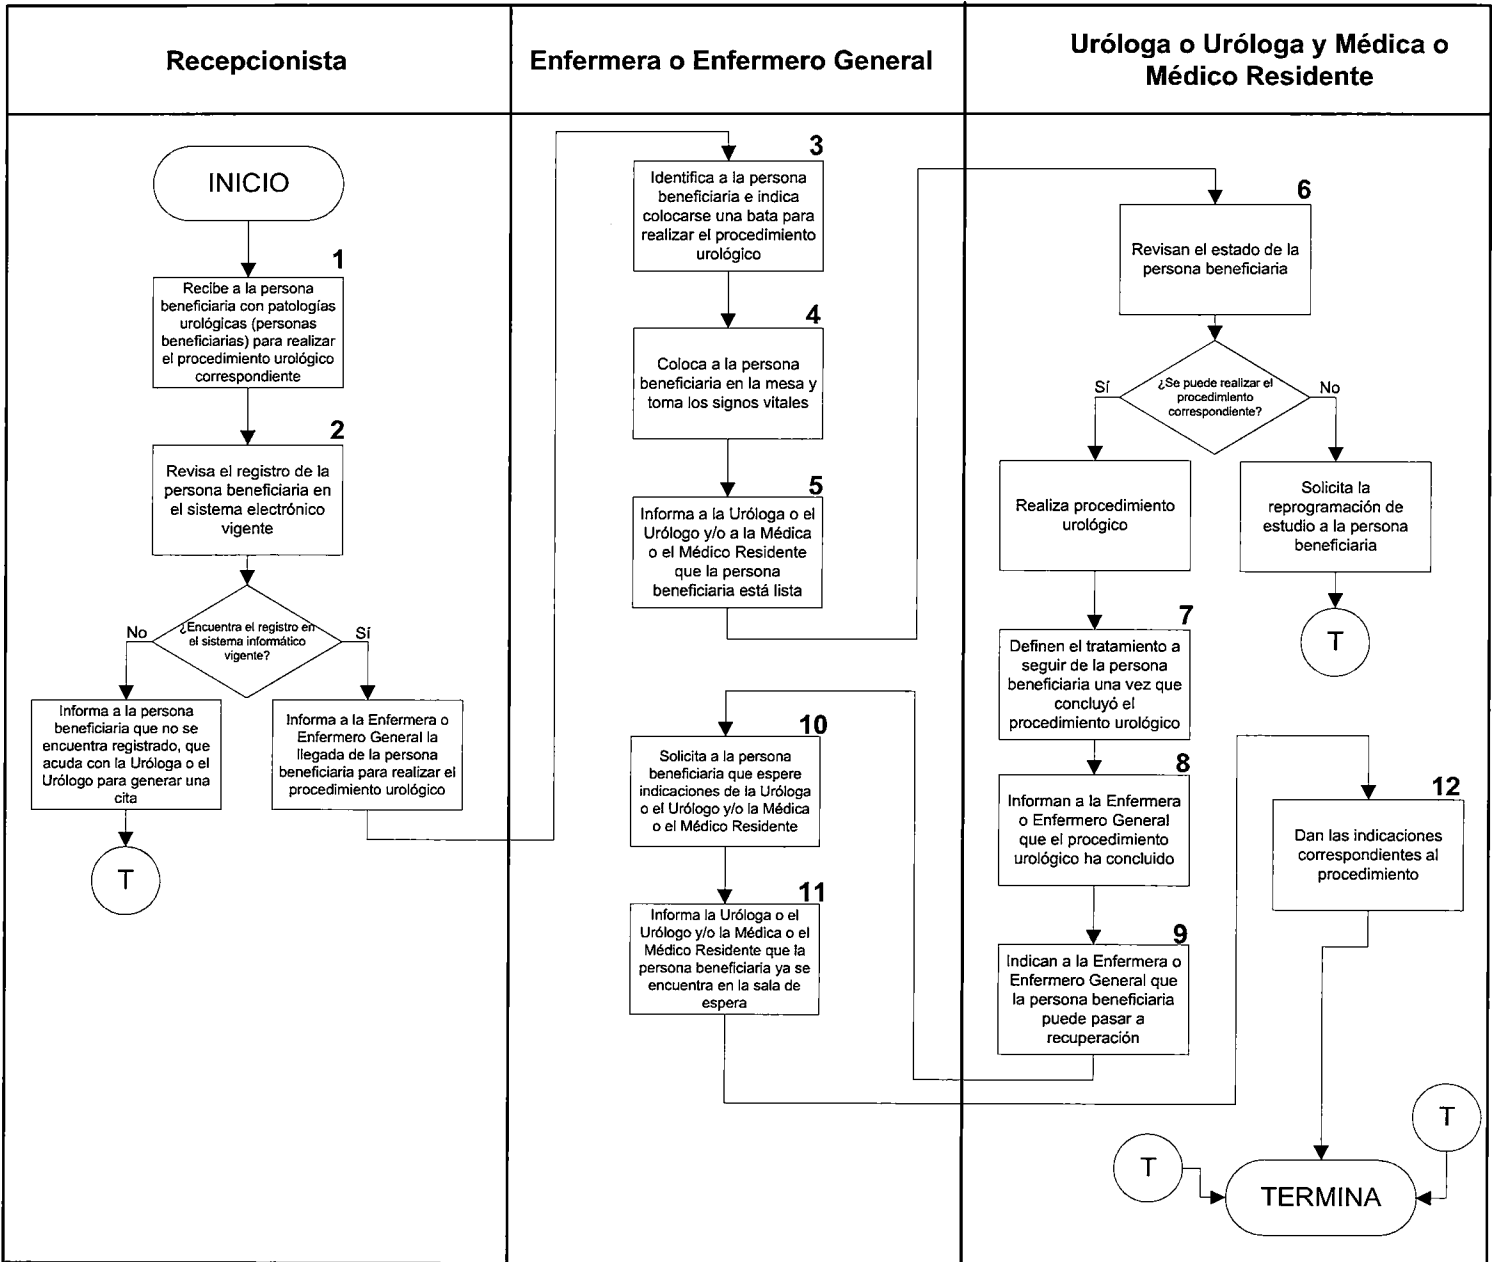 Recepcionista
Enfermera o Enfermero General
Uróloga o Uróloga y Médica o
Médico Residente
INICIO
1
Recibe a la persona
beneficiaria con patologías
urológicas (personas
beneficiarias) para realizar
el procedimiento urológico
correspondiente
2
Revisa el registro de la
persona beneficiaria en
el sistema electrónico
vigente
¿Encuentra el registro en
el sistema informático
vigente?
No
Sí
Informa a la persona
beneficiaria que no se
encuentra registrado, que
acuda con la Uróloga o el
Urólogo para generar una
cita
T
Informa a la Enfermera o
Enfermero General la
llegada de la persona
beneficiaria para realizar el
procedimiento urológico
3
Identifica a la persona
beneficiaria e indica
colocarse una bata para
realizar el procedimiento
urológico
4
Coloca a la persona
beneficiaria en la mesa y
toma los signos vitales
5
Informa a la Uróloga o el
Urólogo y/o a la Médica
o el Médico Residente
que la persona
beneficiaria está lista
6
Revisan el estado de la
persona beneficiaria
¿Se puede realizar el
procedimiento
correspondiente?
Sí
No
Realiza procedimiento
urológico
Solicita la
reprogramación de
estudio a la persona
beneficiaria
T
7
Definen el tratamiento a
seguir de la persona
beneficiaria una vez que
concluyó el
procedimiento urológico
8
Informan a la Enfermera
o Enfermero General
que el procedimiento
urológico ha concluido
9
Indican a la Enfermera o
Enfermero General que
la persona beneficiaria
puede pasar a
recuperación
10
Solicita a la persona
beneficiaria que espere
indicaciones de la Uróloga
o el Urólogo y/o la Médica
o el Médico Residente
11
Informa la Uróloga o el
Urólogo y/o la Médica o el
Médico Residente que la
persona beneficiaria ya se
encuentra en la sala de
espera
12
Dan las indicaciones
correspondientes al
procedimiento
T
T
TERMINA